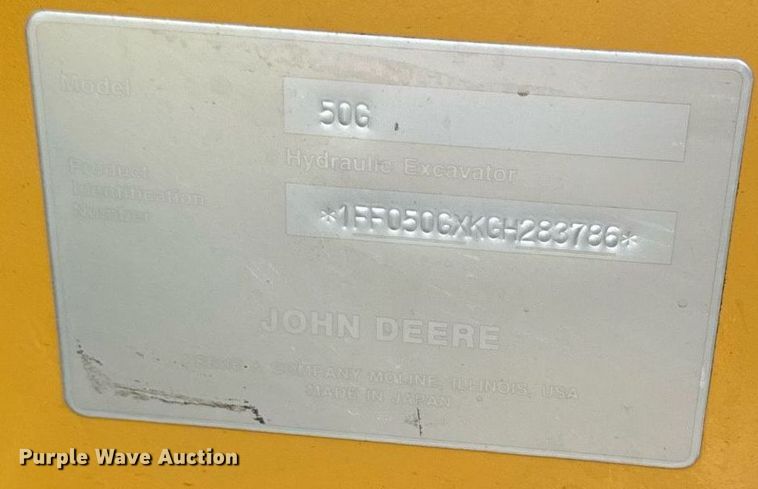 Model
50G
Hydraulic Excavator
Product
Identification
Number
*1FF050GXKGH283786*
JOHN DEERE
DEERE & COMPANY MOLINE, ILLINOIS, USA
MADE IN JAPAN
Purple Wave Auction